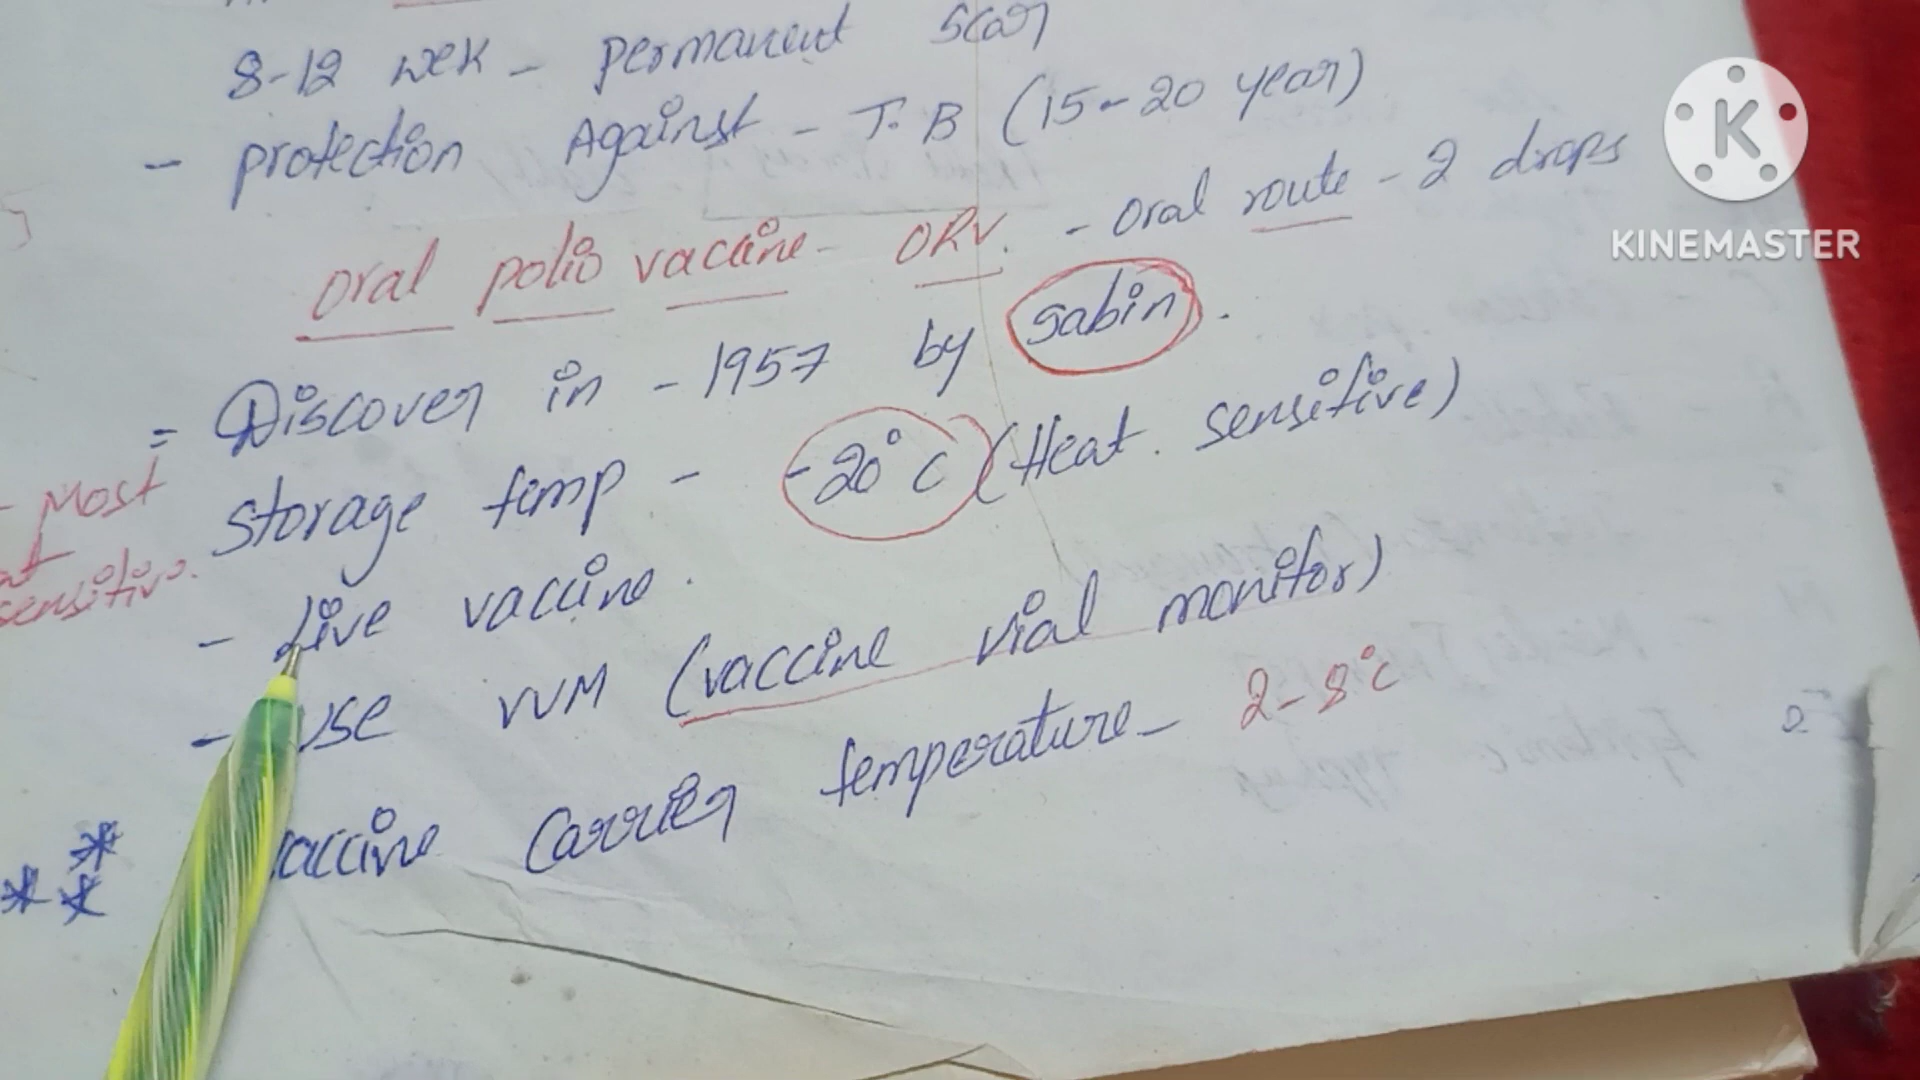 8-12 wek - permanent scar
- protection Against - T.B (15-20 year)
oral polio vaccine - OPV. - oral route - 2 drops
= Discover in - 1957 by sabin.
Storage temp - -20°C (Heat sensitive)
- Most
sensitive.
- Live vaccine.
- use VVM (vaccine vial monitor)
vaccine carrier temperature - 2-8°C
K
KINEMASTER